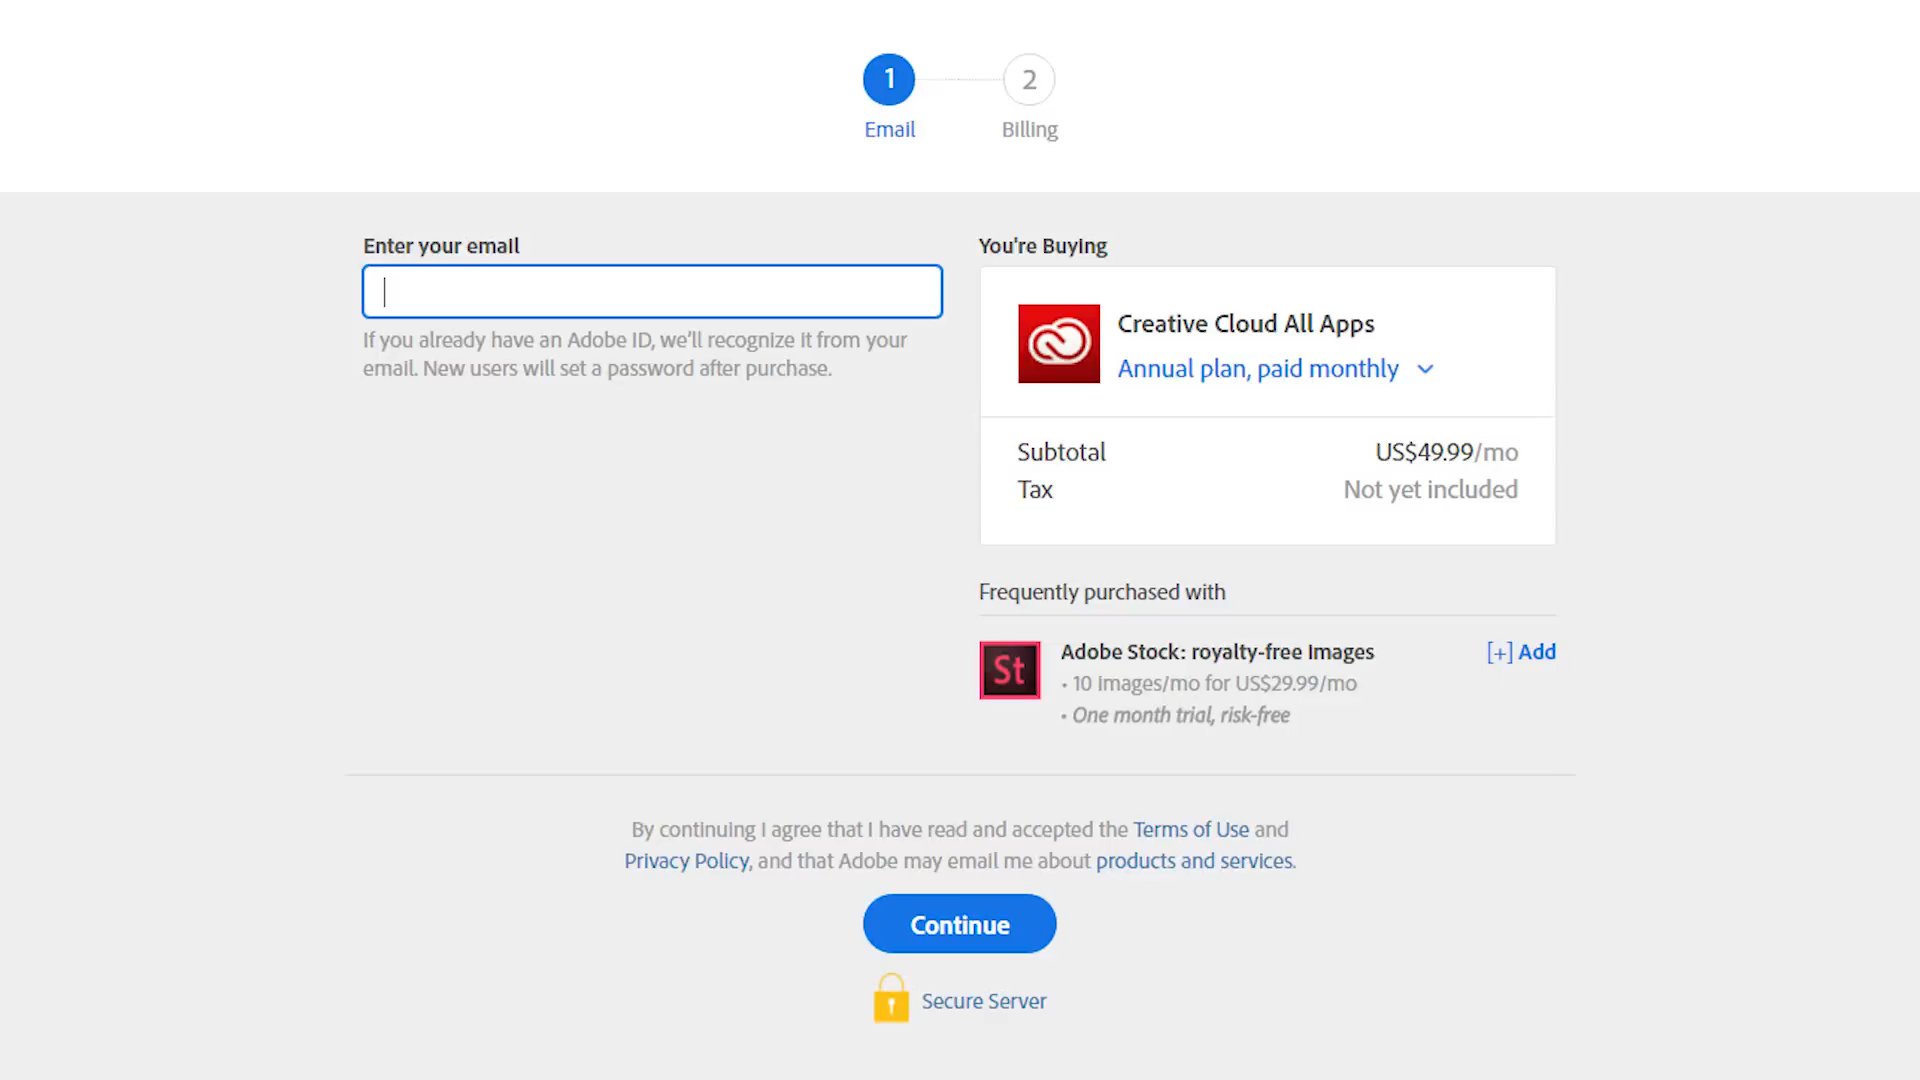 1
2
Email
Billing
Enter your email
If you already have an Adobe ID, we'll recognize it from your
email. New users will set a password after purchase.
You're Buying
Creative Cloud All Apps
Annual plan, paid monthly
Subtotal US$49.99/mo
Tax Not yet included
Frequently purchased with
St
Adobe Stock: royalty-free Images
[+] Add
• 10 images/mo for US$29.99/mo
• One month trial, risk-free
By continuing I agree that I have read and accepted the Terms of Use and
Privacy Policy, and that Adobe may email me about products and services.
Continue
Secure Server